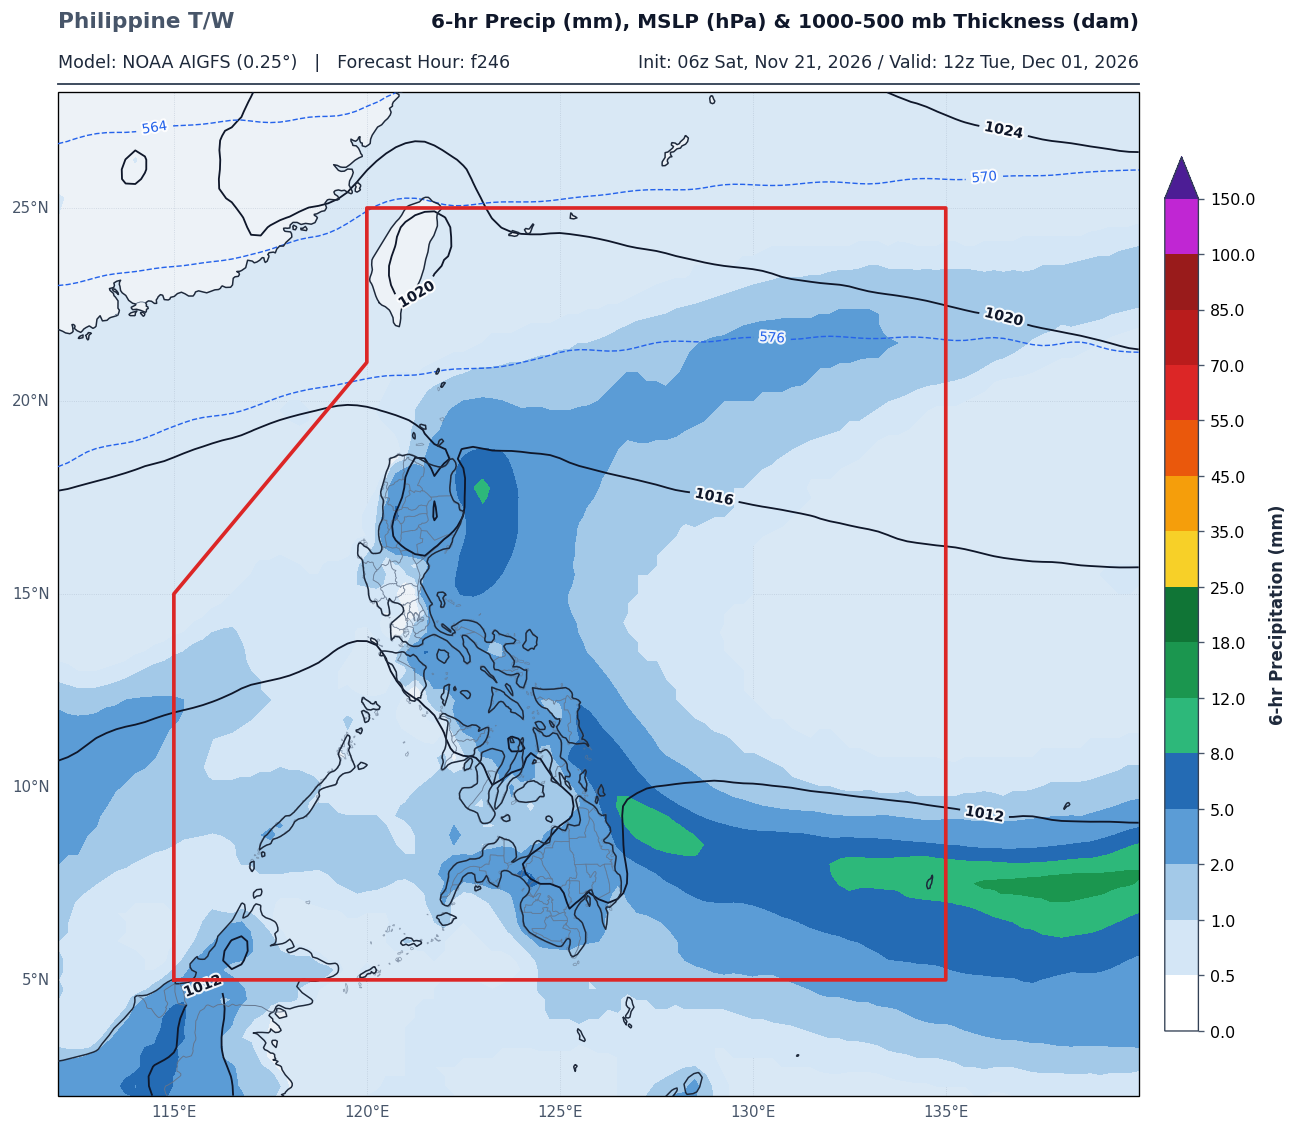 Philippine T/W
6-hr Precip (mm), MSLP (hPa) & 1000-500 mb Thickness (dam)
Model: NOAA AIGFS (0.25°) | Forecast Hour: f246
Init: 06z Sat, Nov 21, 2026 / Valid: 12z Tue, Dec 01, 2026
564
1024
570
1020
1020
576
1016
1012
1012
25°N
20°N
15°N
10°N
5°N
115°E
120°E
125°E
130°E
135°E
150.0
100.0
85.0
70.0
55.0
45.0
35.0
25.0
18.0
12.0
8.0
5.0
2.0
1.0
0.5
0.0
6-hr Precipitation (mm)